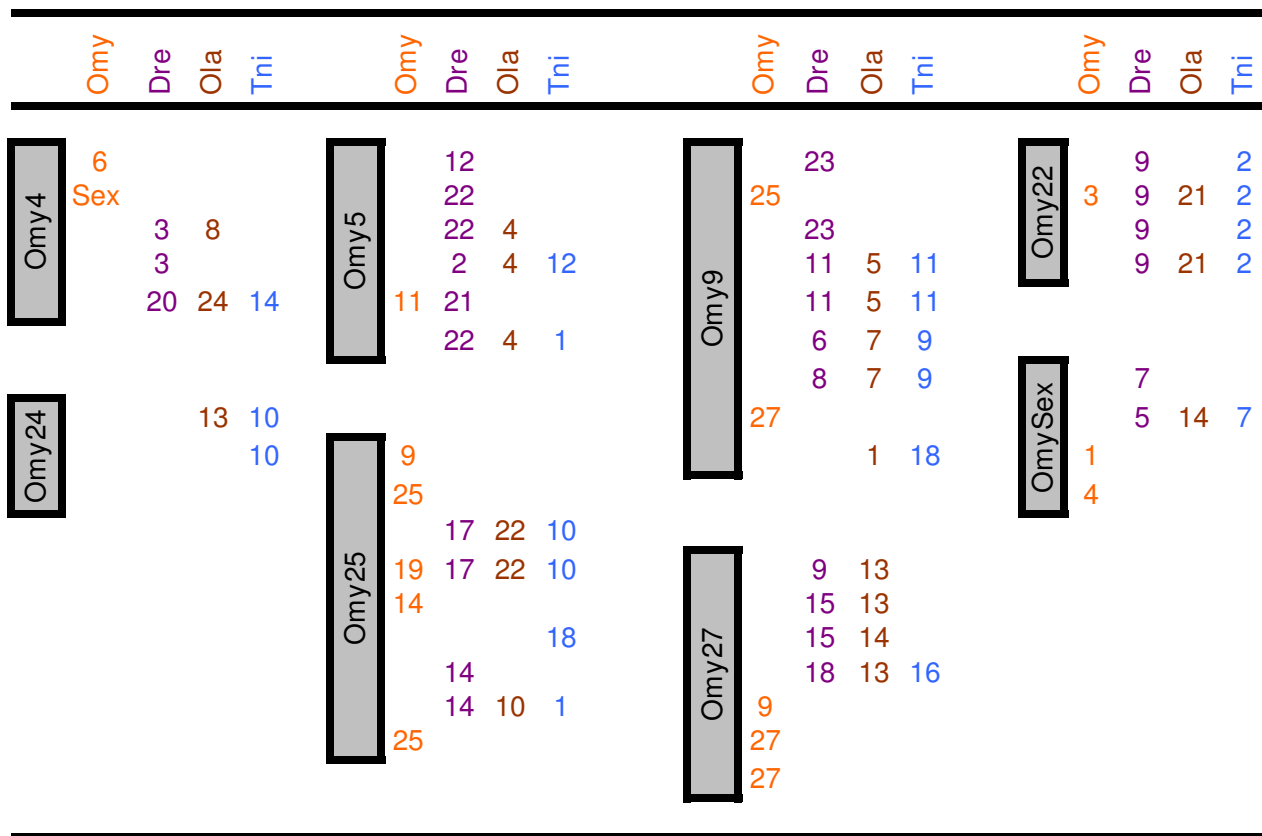 Omy Dre Ola Tni Omy Dre Ola Tni Omy Dre Ola Tni Omy Dre Ola Tni
Omy4
6
Sex
3 8
3
20 24 14
Omy24
13 10
10
Omy5
12
22
22 4
2 4 12
11 21
22 4 1
Omy25
9
25
17 22 10
19 17 22 10
14
18
14
14 10 1
25
Omy9
23
25
23
11 5 11
11 5 11
6 7 9
8 7 9
27
1 18
Omy27
9 13
15 13
15 14
18 13 16
9
27
27
Omy22
9 2
3 9 21 2
9 2
9 21 2
OmySex
7
5 14 7
1
4